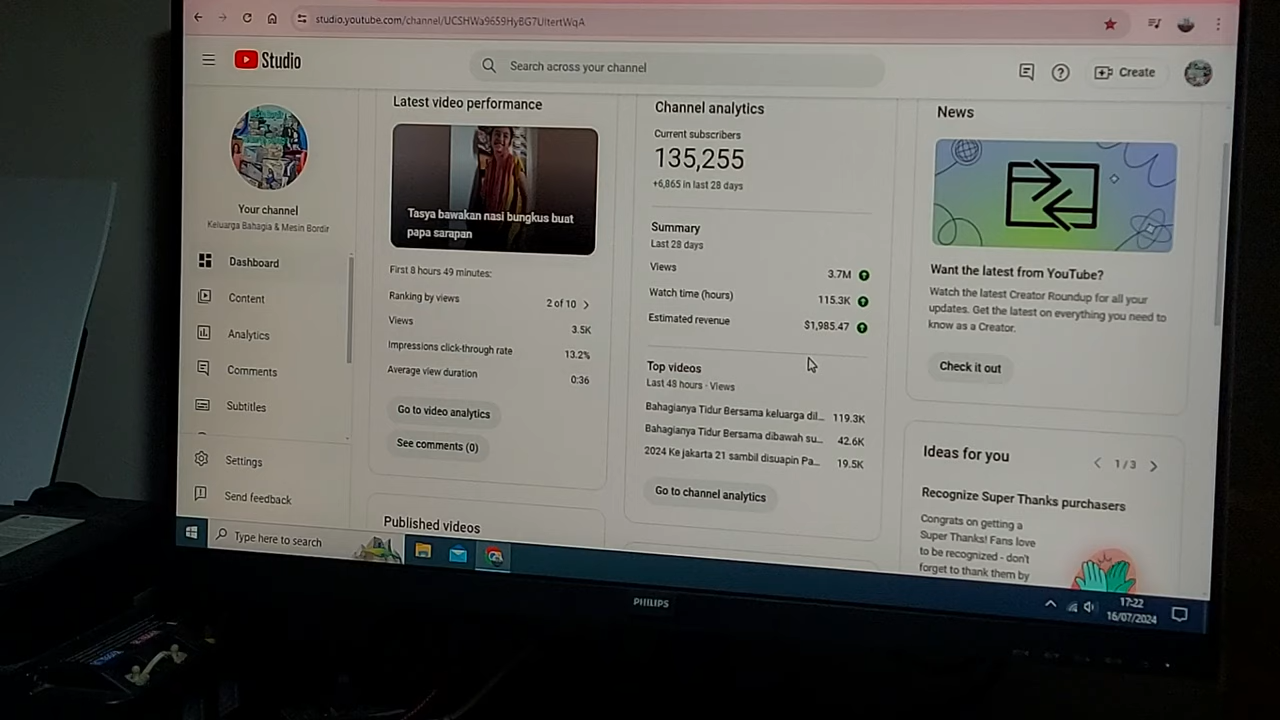 studio.youtube.com/channel/UCSHWa9659HyBG7UltertWqA
Studio
Search across your channel
Create
Your channel
Keluarga Bahagia & Mesin Bordir
Dashboard
Content
Analytics
Comments
Subtitles
Settings
Send feedback
Latest video performance
Tasya bawakan nasi bungkus buat
papa sarapan
First 8 hours 49 minutes:
Ranking by views 2 of 10
Views 3.5K
Impressions click-through rate 13.2%
Average view duration 0:36
Go to video analytics
See comments (0)
Published videos
Channel analytics
Current subscribers
135,255
+6,865 in last 28 days
Summary
Last 28 days
Views 3.7M
Watch time (hours) 115.3K
Estimated revenue $1,985.47
Top videos
Last 48 hours · Views
Bahagianya Tidur Bersama keluarga dil... 119.3K
Bahagianya Tidur Bersama dibawah su... 42.6K
2024 Ke jakarta 21 sambil disuapin Pa... 19.5K
Go to channel analytics
News
Want the latest from YouTube?
Watch the latest Creator Roundup for all your
updates. Get the latest on everything you need to
know as a Creator.
Check it out
Ideas for you
1 / 3
Recognize Super Thanks purchasers
Congrats on getting a
Super Thanks! Fans love
to be recognized - don't
forget to thank them by
Type here to search
17:22
16/07/2024
PHILIPS